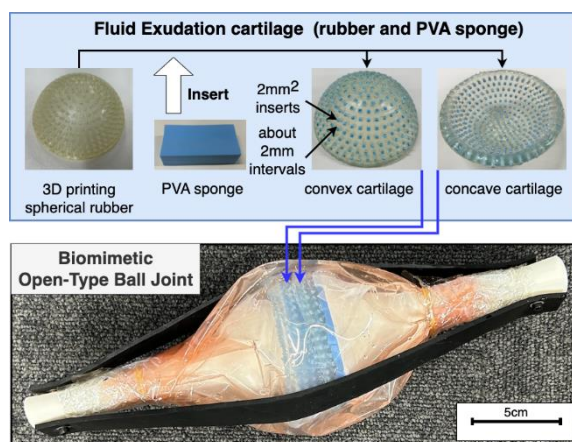 Fluid Exudation cartilage (rubber and PVA sponge)
Insert
2mm²
inserts
about
2mm
intervals
3D printing
spherical rubber
PVA sponge
convex cartilage
concave cartilage
Biomimetic
Open-Type Ball Joint
5cm